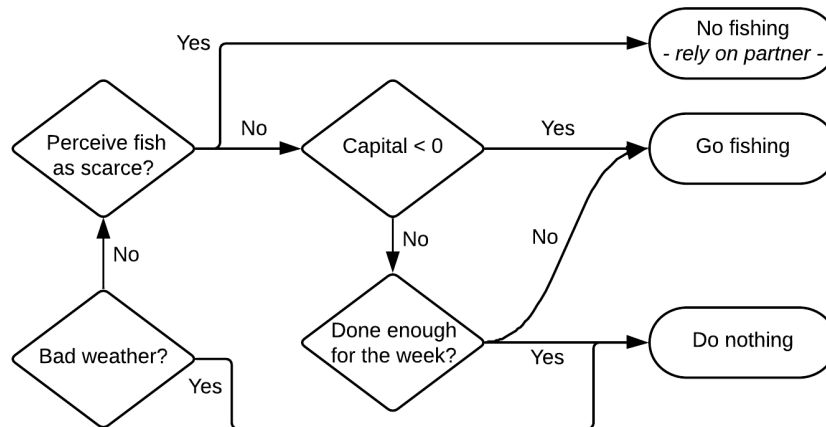 No fishing
- rely on partner -
Yes
Perceive fish
as scarce?
No
Capital < 0
Yes
Go fishing
No
No
No
Bad weather?
Yes
Done enough
for the week?
Yes
Do nothing